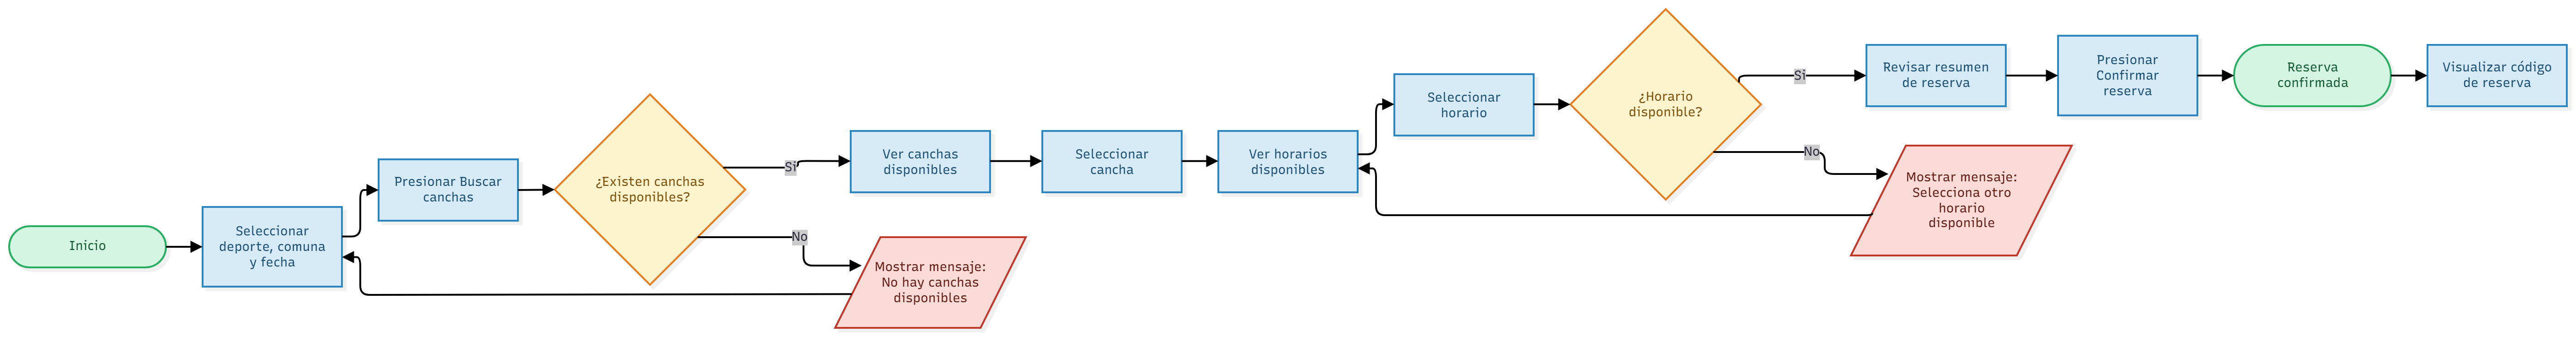 Inicio
Seleccionar
deporte, comuna
y fecha
Presionar Buscar
canchas
¿Existen canchas
disponibles?
Si
No
Ver canchas
disponibles
Mostrar mensaje:
No hay canchas
disponibles
Seleccionar
cancha
Ver horarios
disponibles
Seleccionar
horario
¿Horario
disponible?
Si
No
Revisar resumen
de reserva
Mostrar mensaje:
Selecciona otro
horario
disponible
Presionar
Confirmar
reserva
Reserva
confirmada
Visualizar código
de reserva